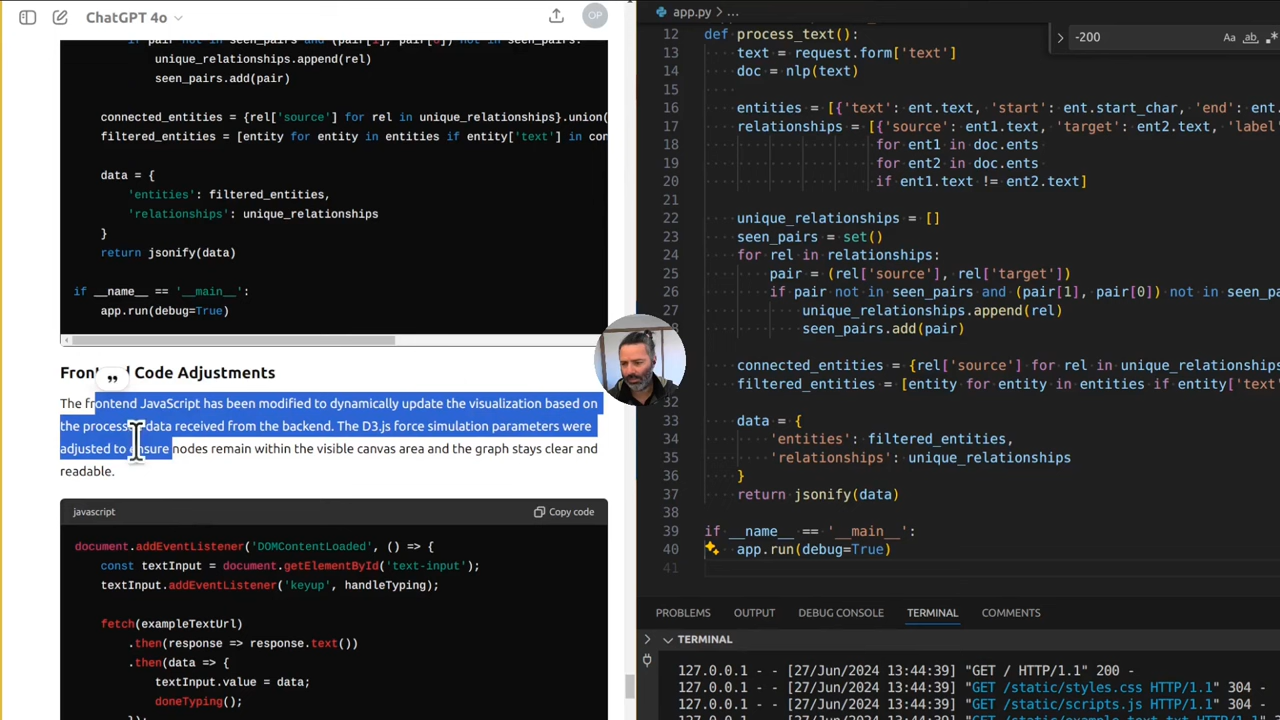 ChatGPT 4o
OP
unique_relationships.append(rel)
seen_pairs.add(pair)
connected_entities = {rel['source'] for rel in unique_relationships}.union(
filtered_entities = [entity for entity in entities if entity['text'] in con
data = {
'entities': filtered_entities,
'relationships': unique_relationships
}
return jsonify(data)
if __name__ == '__main__':
app.run(debug=True)
Code Adjustments
The frontend JavaScript has been modified to dynamically update the visualization based on
the processed data received from the backend. The D3.js force simulation parameters were
adjusted to ensure nodes remain within the visible canvas area and the graph stays clear and
readable.
javascript
Copy code
document.addEventListener('DOMContentLoaded', () => {
const textInput = document.getElementById('text-input');
textInput.addEventListener('keyup', handleTyping);
fetch(exampleTextUrl)
.then(response => response.text())
.then(data => {
textInput.value = data;
doneTyping();
app.py > ...
-200
Aa ab .*
12 def process_text():
13 text = request.form['text']
14 doc = nlp(text)
15
16 entities = [{'text': ent.text, 'start': ent.start_char, 'end': ent
17 relationships = [{'source': ent1.text, 'target': ent2.text, 'label
18 for ent1 in doc.ents
19 for ent2 in doc.ents
20 if ent1.text != ent2.text]
21
22 unique_relationships = []
23 seen_pairs = set()
24 for rel in relationships:
25 pair = (rel['source'], rel['target'])
26 if pair not in seen_pairs and (pair[1], pair[0]) not in seen_pa
27 unique_relationships.append(rel)
28 seen_pairs.add(pair)
connected_entities = {rel['source'] for rel in unique_relationships
filtered_entities = [entity for entity in entities if entity['text'
32
33 data = {
34 'entities': filtered_entities,
35 'relationships': unique_relationships
36 }
37 return jsonify(data)
38
39 if __name__ == '__main__':
40 app.run(debug=True)
41
PROBLEMS OUTPUT DEBUG CONSOLE TERMINAL COMMENTS
TERMINAL
127.0.0.1 - - [27/Jun/2024 13:44:39] "GET / HTTP/1.1" 200 -
127.0.0.1 - - [27/Jun/2024 13:44:39] "GET /static/styles.css HTTP/1.1" 304 -
127.0.0.1 - - [27/Jun/2024 13:44:39] "GET /static/scripts.js HTTP/1.1" 304 -